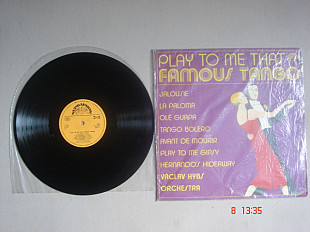 PLAY TO ME THAT
FAMOUS TANGO
JALOUSIE
LA PALOMA
OLÉ GUAPA
TANGO BOLERO
AVANT DE MOURIR
PLAY TO ME GIPSY
HERNANDO'S HIDEAWAY
VÁCLAV HYBŠ
ORCHESTRA
8 13:35